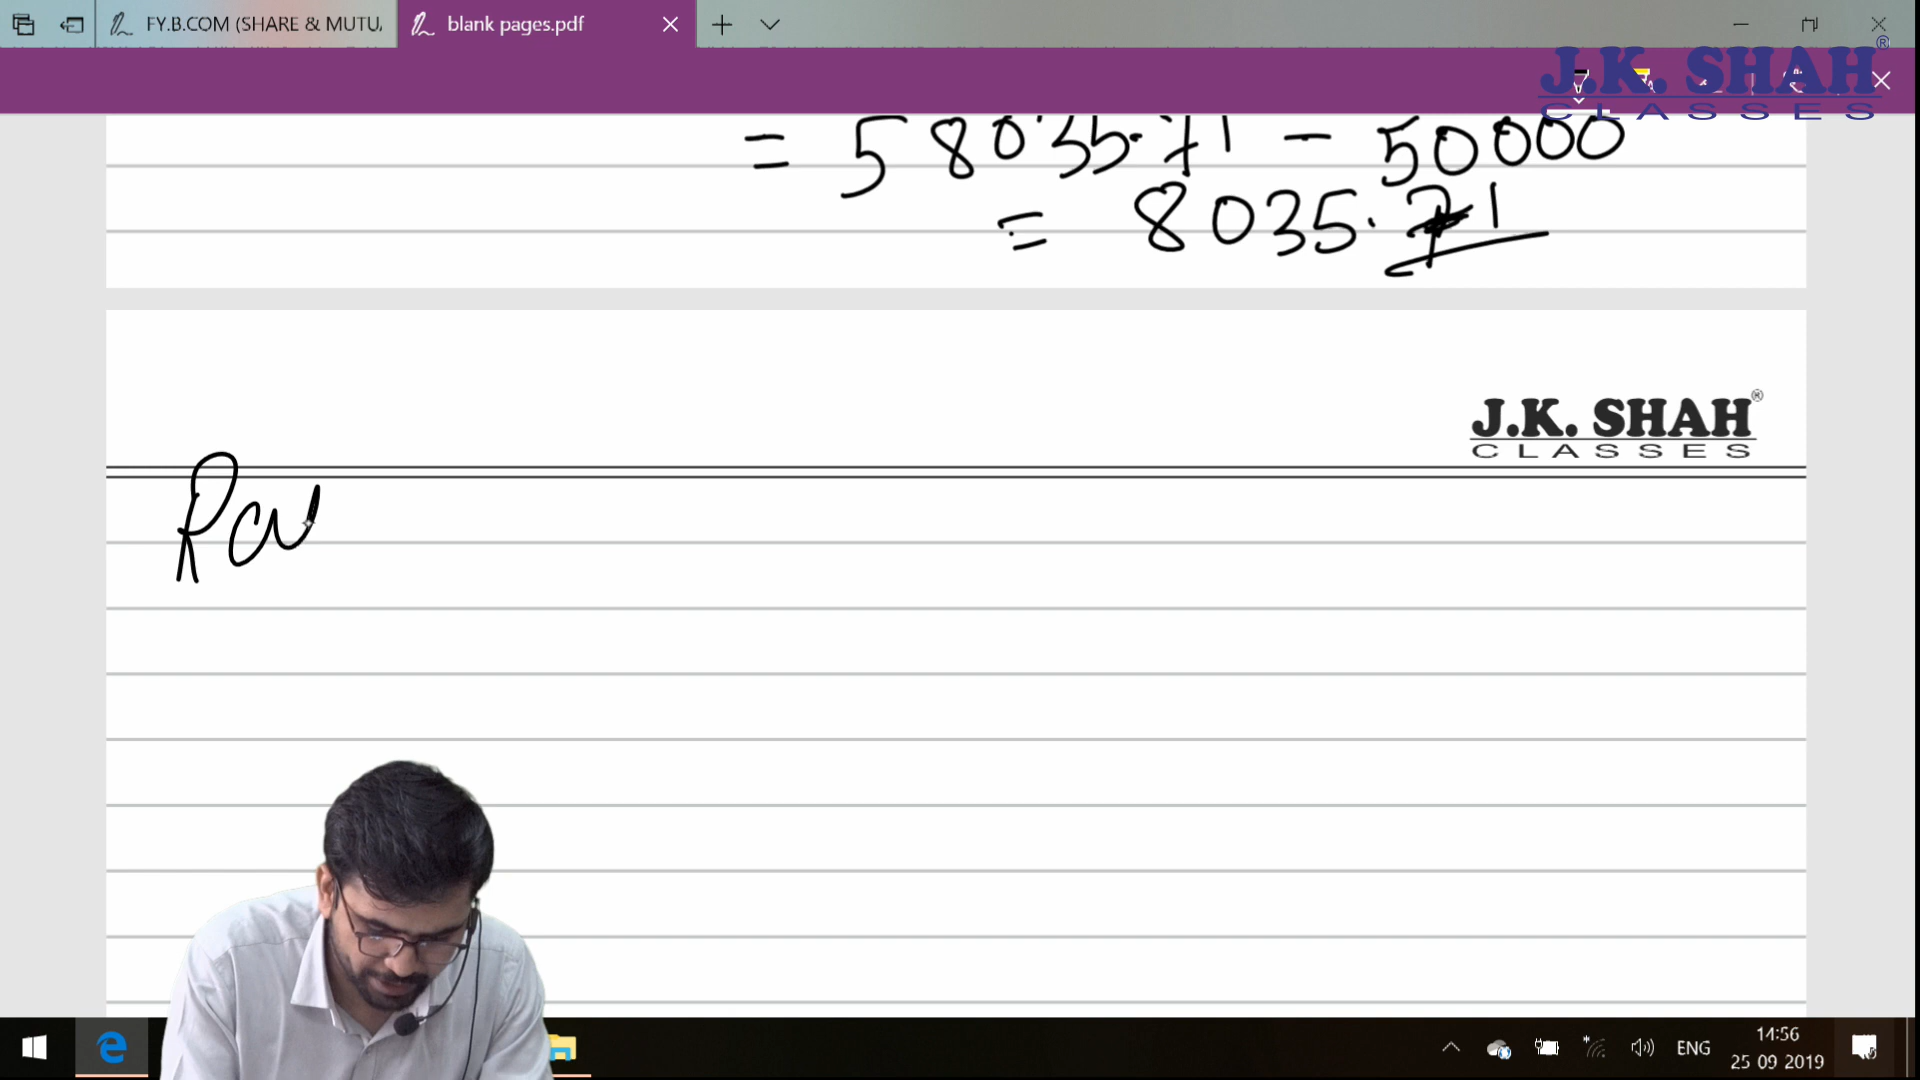 FY.B.COM (SHARE & MUTU
blank pages.pdf
J.K. SHAH®
CLASSES
= 58035.71 - 50000
= 8035.71
J.K. SHAH®
CLASSES
ENG
14:56
25 09 2019